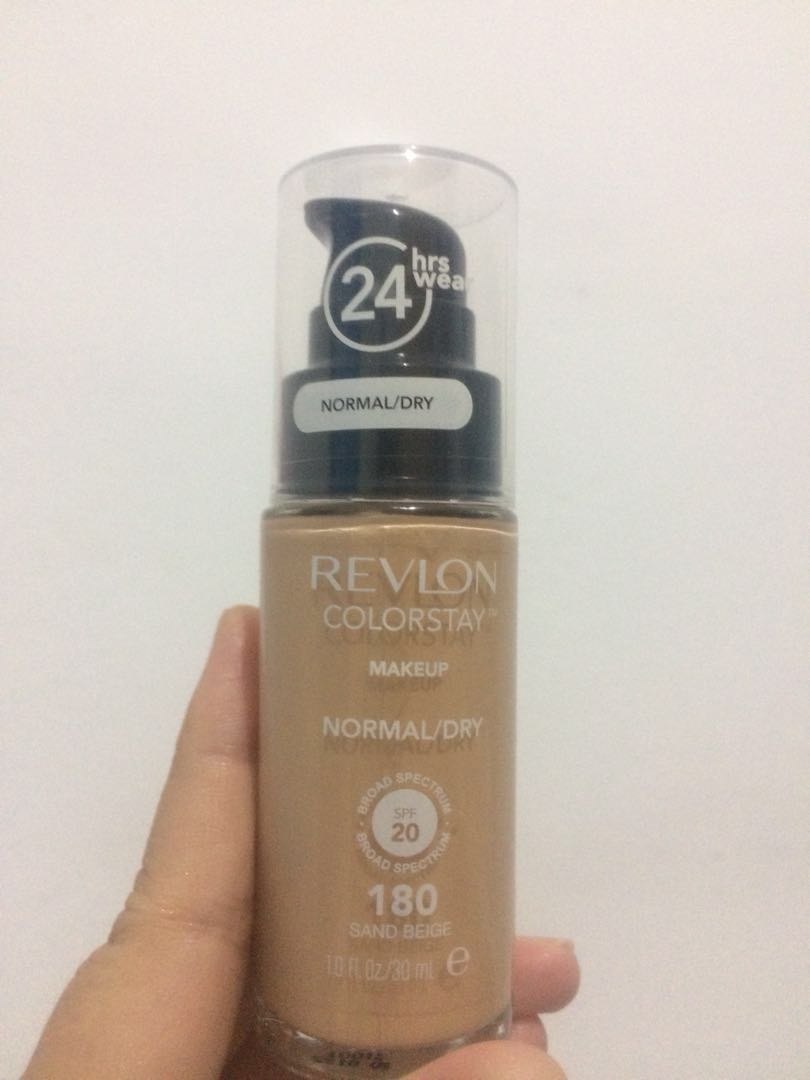 24 hrs
wear
NORMAL/DRY
REVLON
COLORSTAY™
MAKEUP
NORMAL/DRY
BROAD SPECTRUM
SPF
20
BROAD SPECTRUM
180
SAND BEIGE
1.0 fl. Oz/30 mL e